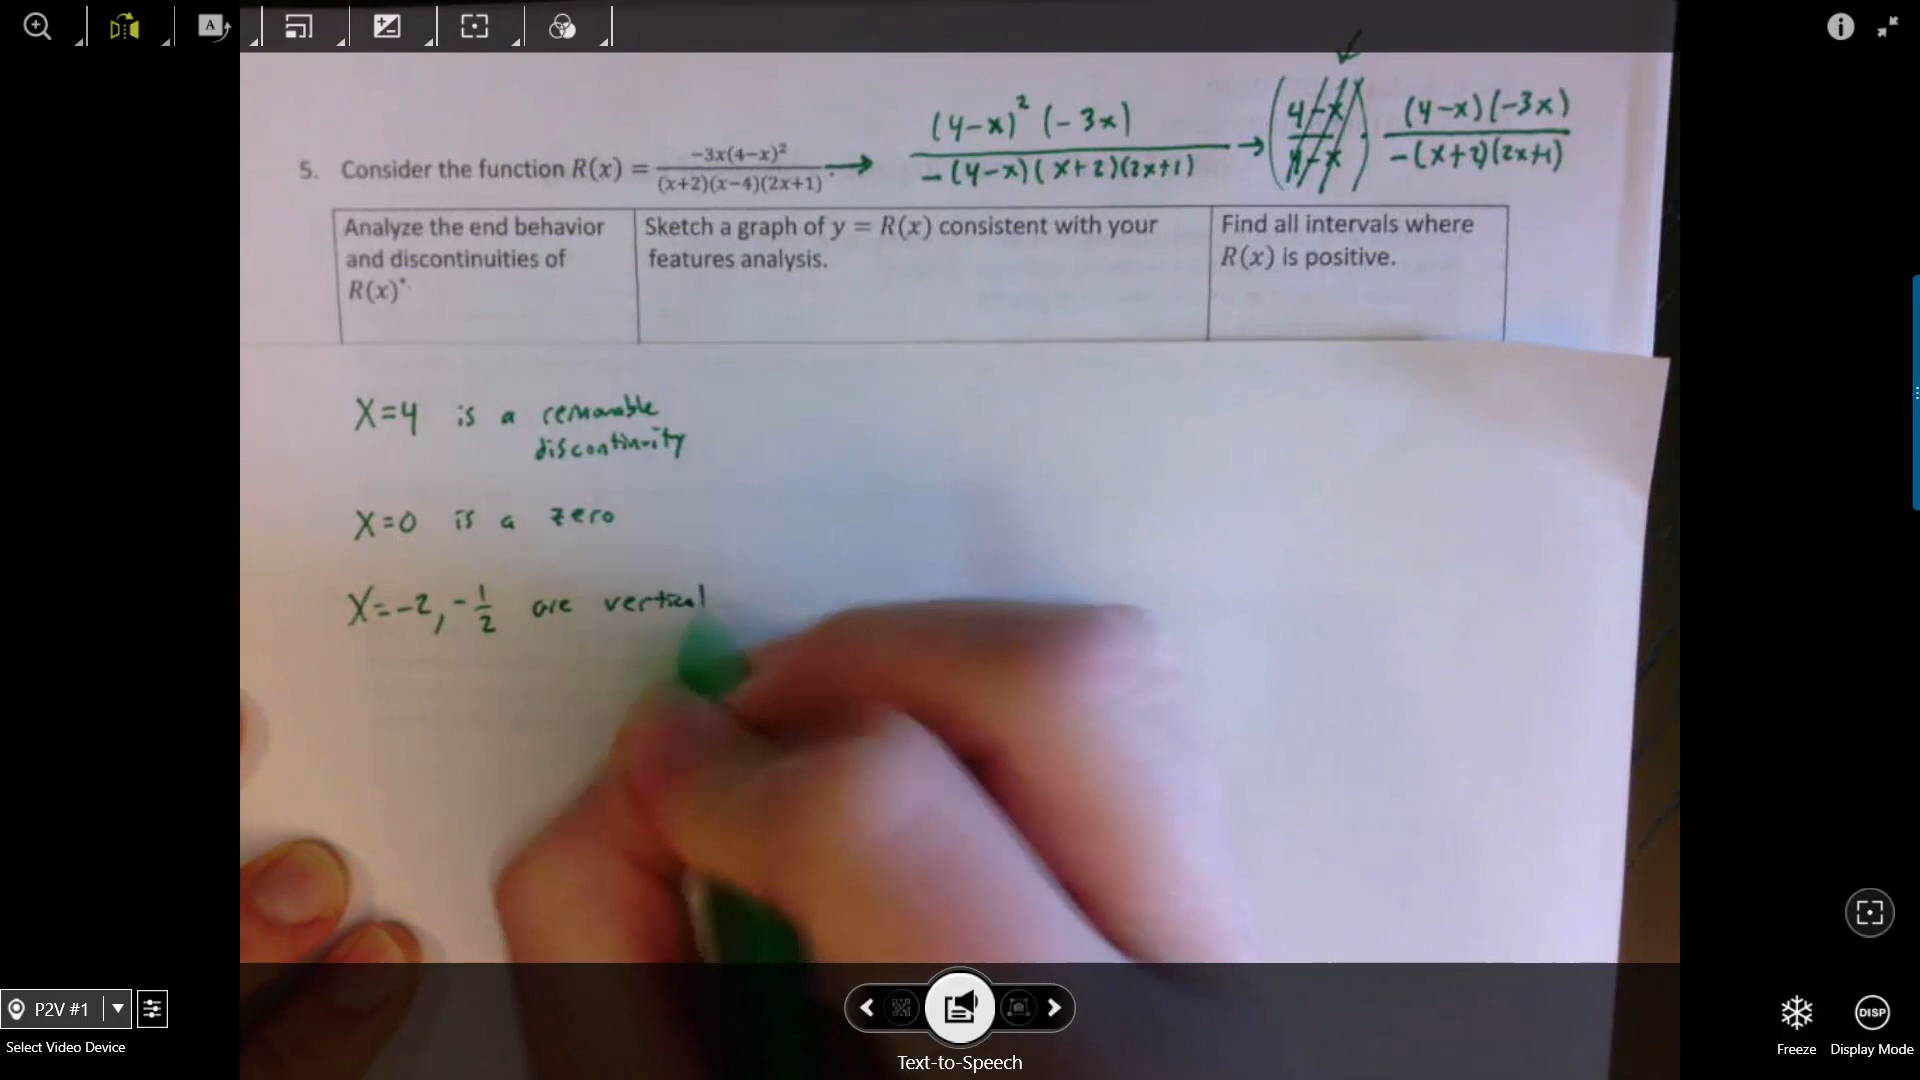 (4-x)² (-3x) / -(4-x)(x+2)(2x+1) → (4-x / 4-x) · (4-x)(-3x) / -(x+2)(2x+1)
5. Consider the function R(x) = -3x(4-x)² / (x+2)(x-4)(2x+1) . →
Analyze the end behavior
and discontinuities of
R(x)
Sketch a graph of y = R(x) consistent with your
features analysis.
Find all intervals where
R(x) is positive.
X=4 is a removable
discontinuity
X=0 is a zero
X=-2, -1/2 are vertical
P2V #1
Select Video Device
Text-to-Speech
Freeze
DISP
Display Mode